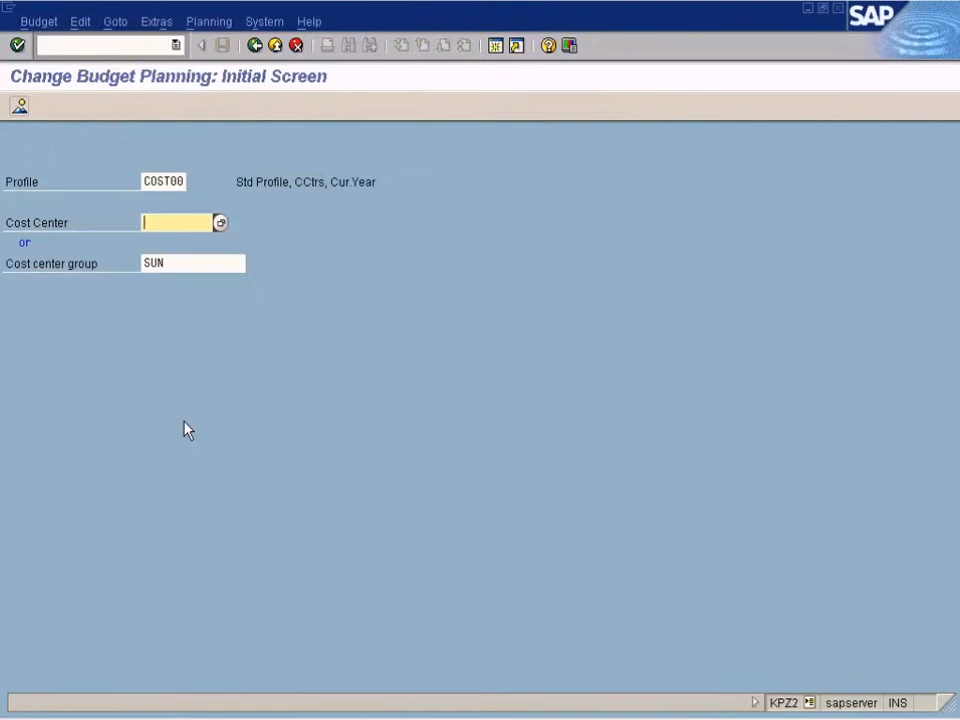 Budget Edit Goto Extras Planning System Help
SAP
Change Budget Planning: Initial Screen
Profile COST00 Std Profile, CCtrs, Cur.Year
Cost Center
or
Cost center group SUN
KPZ2 sapserver INS